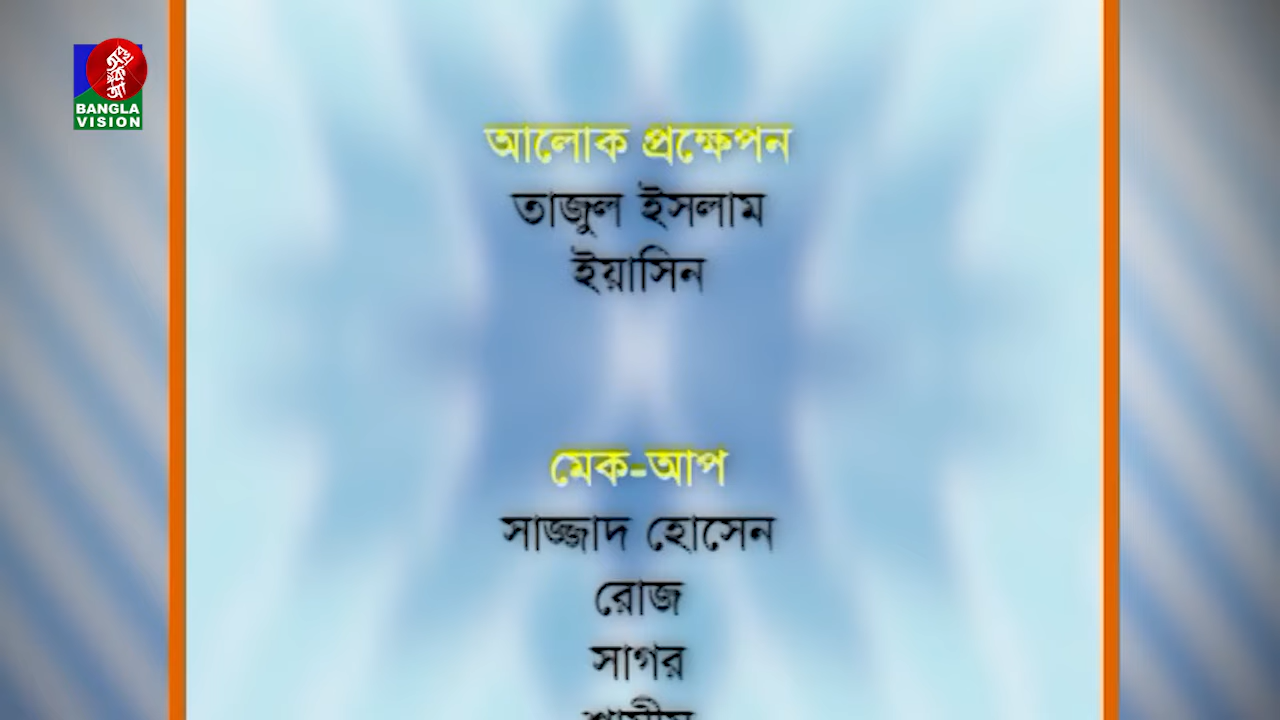 BANGLA
VISION
আলোক প্রক্ষেপন
তাজুল ইসলাম
ইয়াসিন
মেক-আপ
সাজ্জাদ হোসেন
রোজ
সাগর